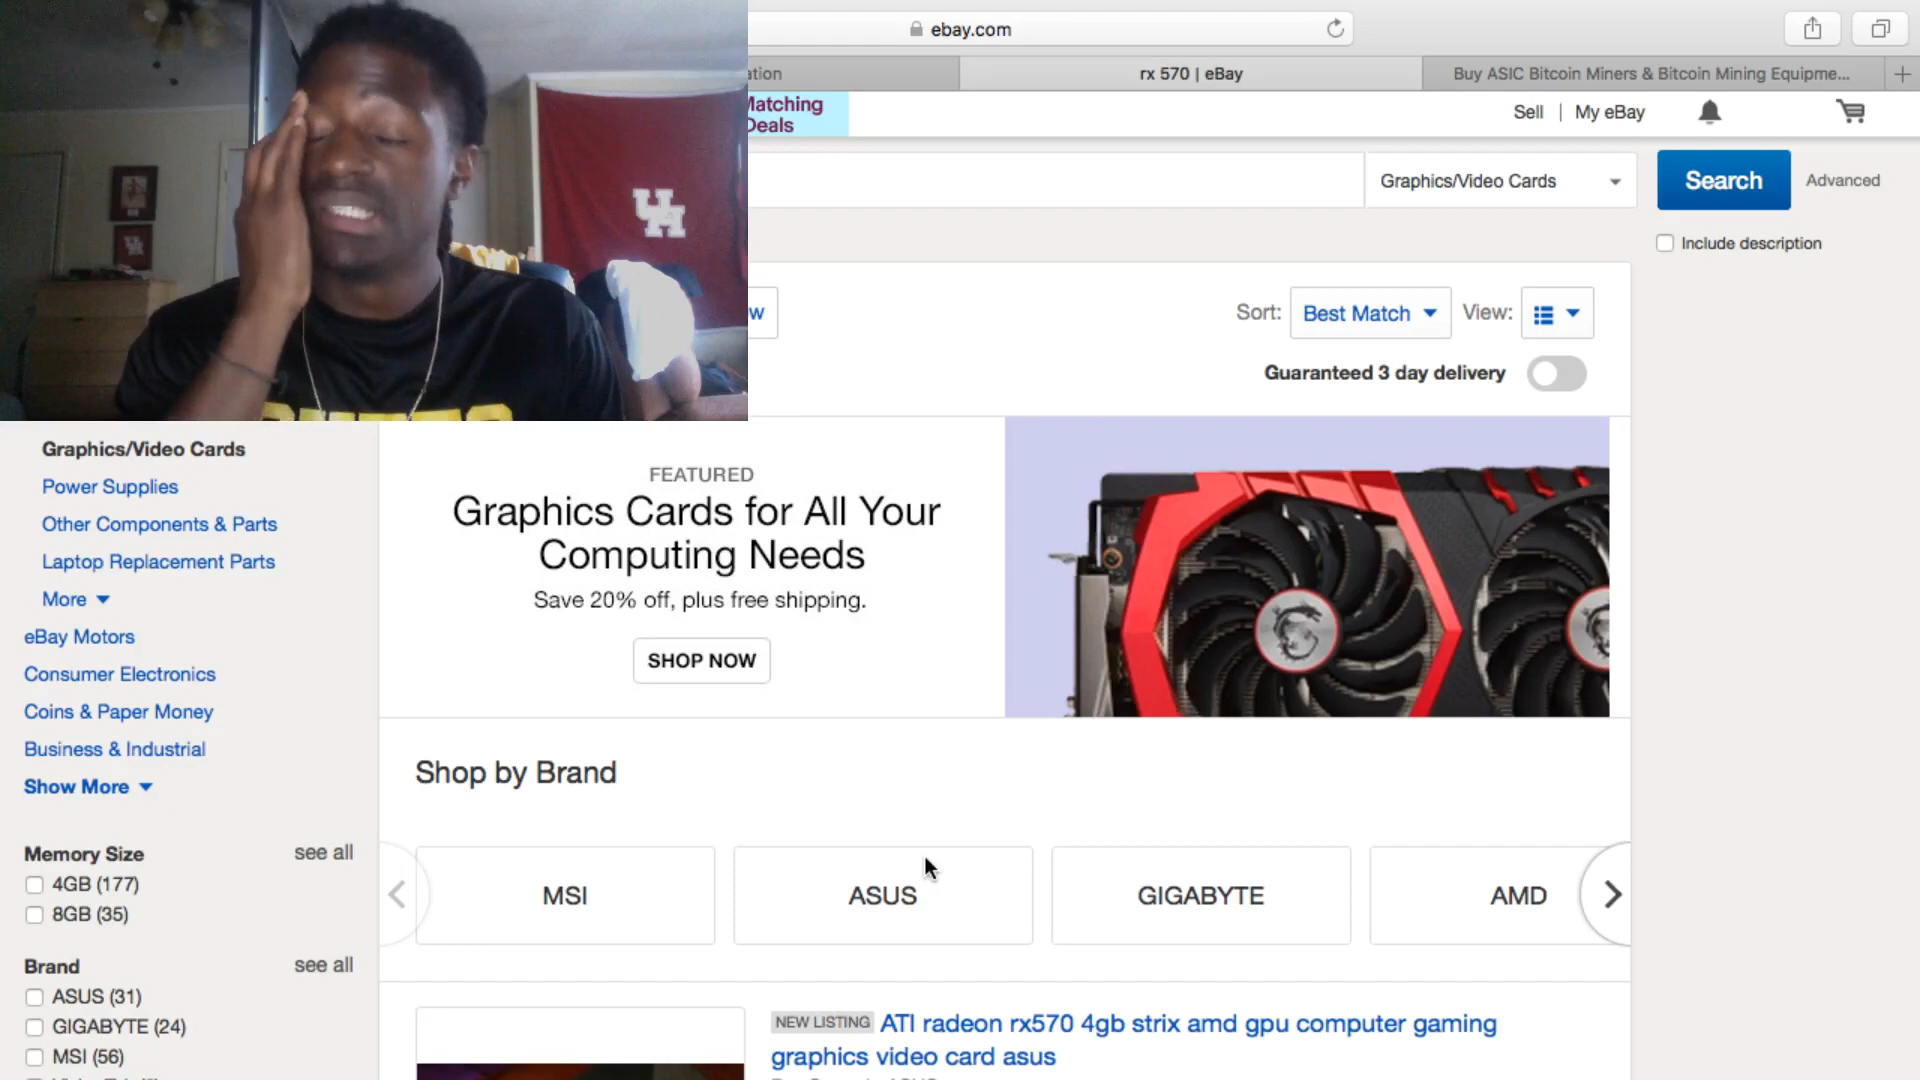 ebay.com
ation
rx 570 | eBay
Buy ASIC Bitcoin Miners & Bitcoin Mining Equipme...
Matching
Deals
Sell | My eBay
Graphics/Video Cards
Search
Advanced
Include description
w
Sort: Best Match
View:
Guaranteed 3 day delivery
UH
Graphics/Video Cards
Power Supplies
Other Components & Parts
Laptop Replacement Parts
More
eBay Motors
Consumer Electronics
Coins & Paper Money
Business & Industrial
Show More
Memory Size see all
4GB (177)
8GB (35)
Brand see all
ASUS (31)
GIGABYTE (24)
MSI (56)
FEATURED
Graphics Cards for All Your
Computing Needs
Save 20% off, plus free shipping.
SHOP NOW
Shop by Brand
MSI
ASUS
GIGABYTE
AMD
NEW LISTING ATI radeon rx570 4gb strix amd gpu computer gaming
graphics video card asus